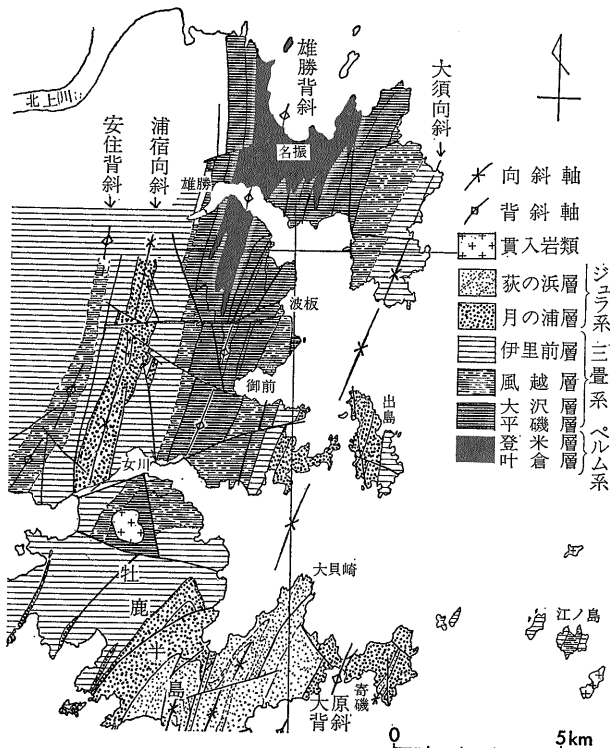 北上川
安住背斜
浦宿向斜
雄勝背斜
大須向斜
名振
雄勝
波板
御前
出島
女川
牡鹿半島
大貝崎
大原背斜
寄磯
江ノ島
向斜軸
背斜軸
貫入岩類
荻の浜層
月の浦層
伊里前層
風越層
大沢層
平磯層
登米層
叶倉層
ジュラ系
三畳系
ペルム系
0 5km